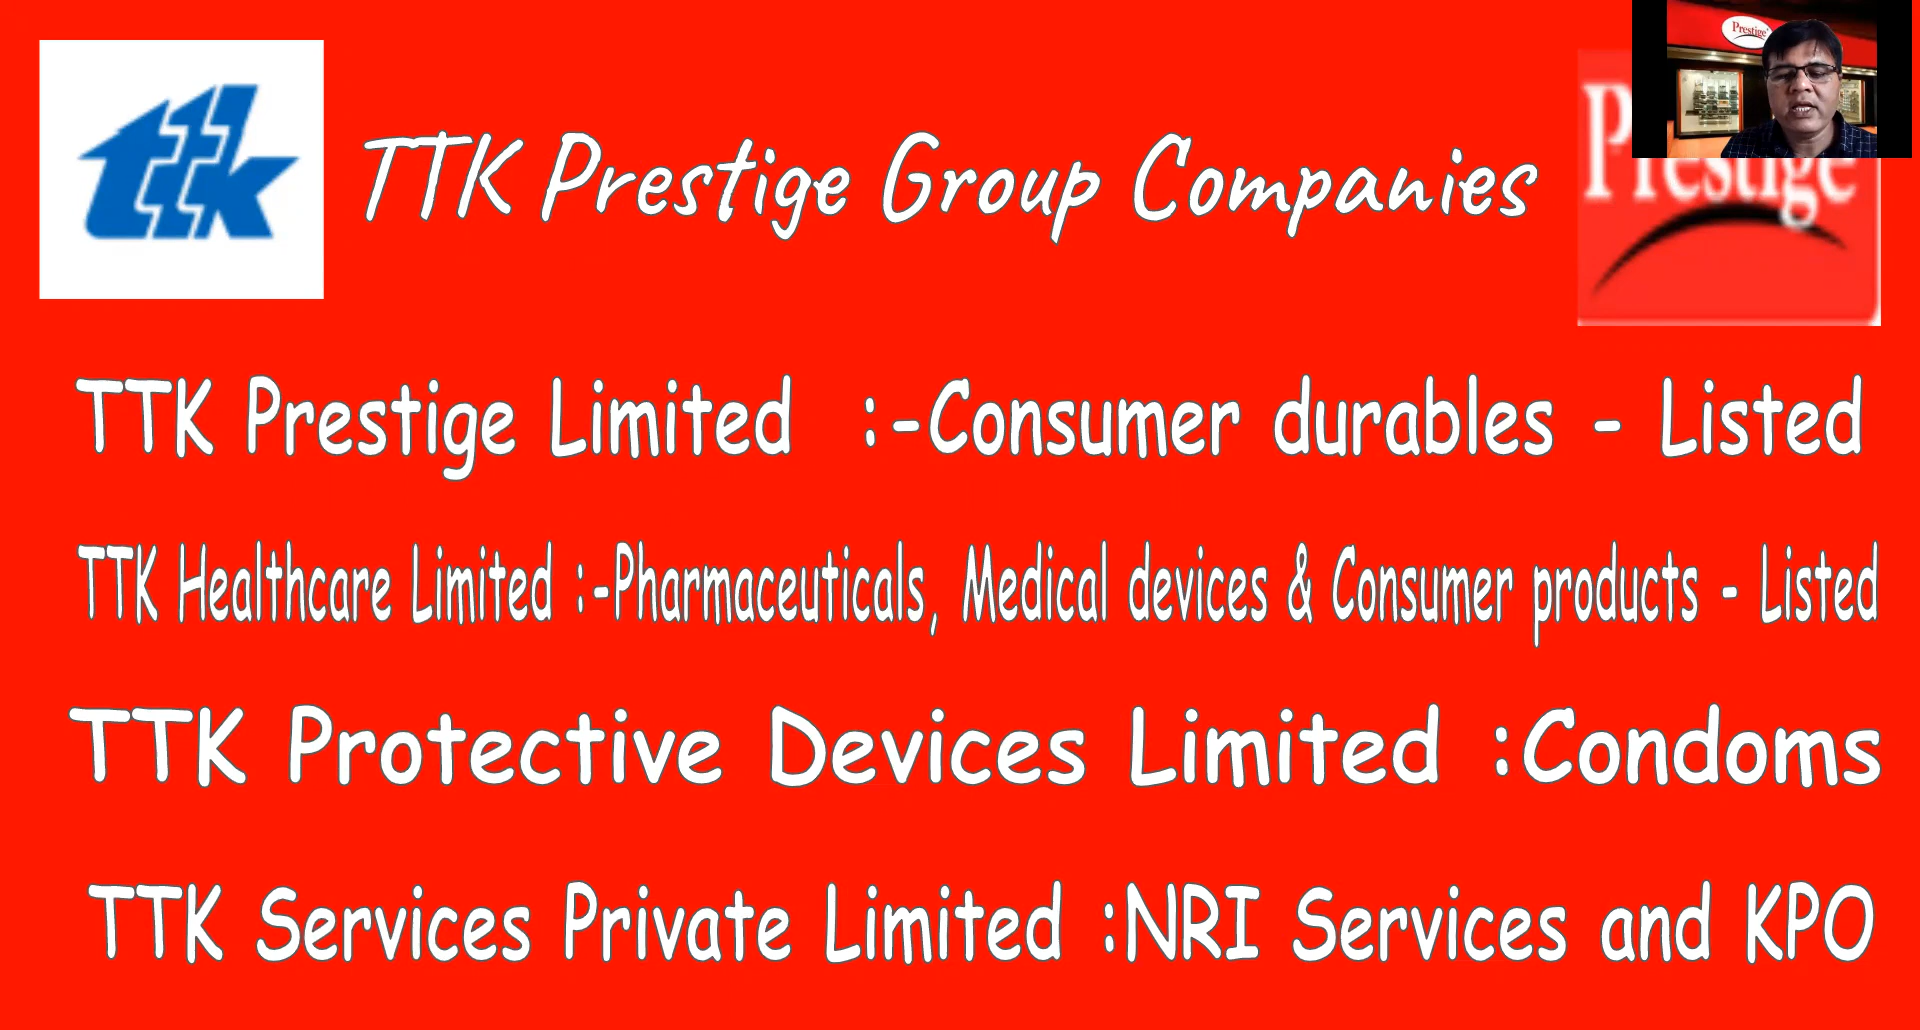 ttk
TTK Prestige Group Companies
Prestige
Prestige
TTK Prestige Limited :-Consumer durables - Listed
TTK Healthcare Limited :-Pharmaceuticals, Medical devices & Consumer products - Listed
TTK Protective Devices Limited :Condoms
TTK Services Private Limited :NRI Services and KPO